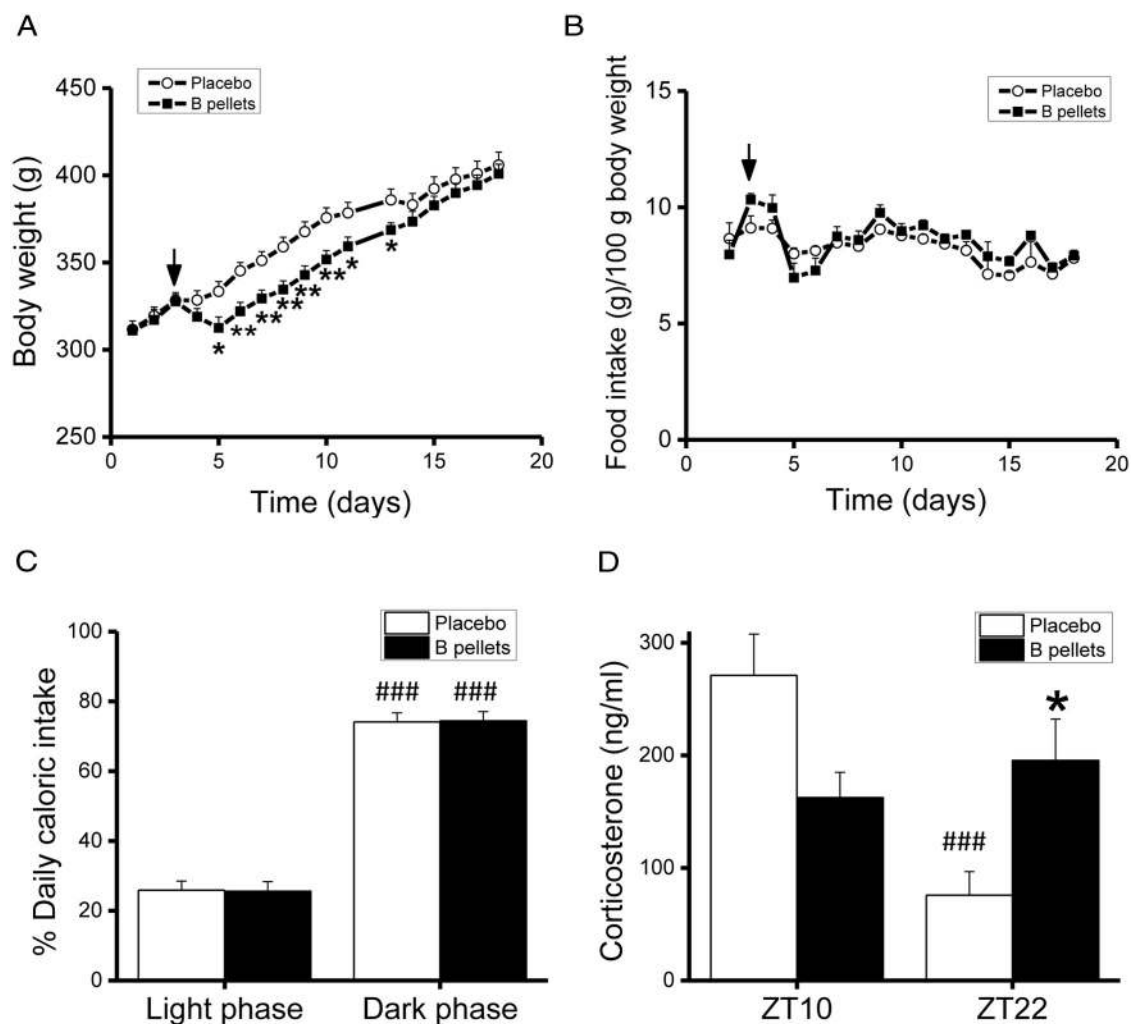 A
Placebo
B pellets
Body weight (g)
450
400
350
300
250
*
**
**
**
**
**
*
*
0
5
10
15
20
Time (days)
B
Placebo
B pellets
Food intake (g)/100 g body weight
15
10
5
0
0
5
10
15
20
Time (days)
C
Placebo
B pellets
% Daily caloric intake
100
80
60
40
20
0
###
###
Light phase
Dark phase
D
Placebo
B pellets
Corticosterone (ng/ml)
300
200
100
0
###
*
ZT10
ZT22